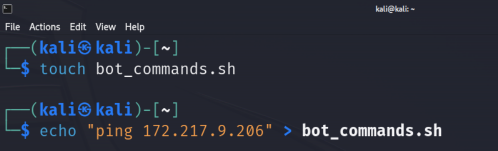 kali@kali: ~
File Actions Edit View Help
(kali㉿kali)-[~]
$ touch bot_commands.sh
(kali㉿kali)-[~]
$ echo "ping 172.217.9.206" > bot_commands.sh